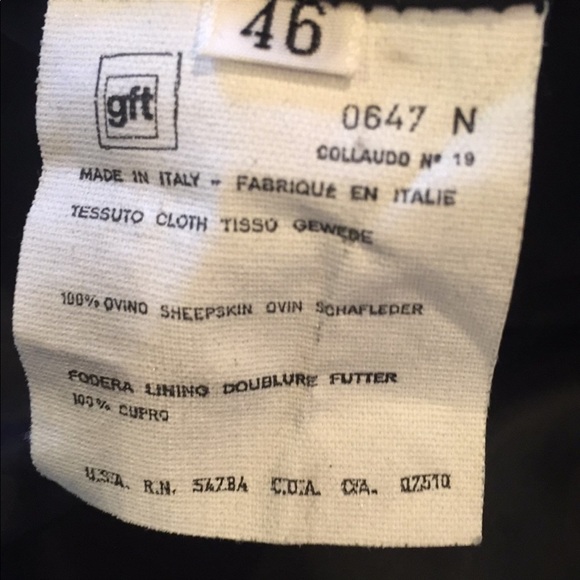 46
gft
0647 N
COLLAUDO Nº 19
MADE IN ITALY - FABRIQUÉ EN ITALIE
TESSUTO CLOTH TISSÙ GEWEBE
100% OVINO SHEEPSKIN OVIN SCHAFLEDER
FODERA LINING DOUBLURE FUTTER
100% CUPRO
U.S.A. R.N. 54784 CA. 07510